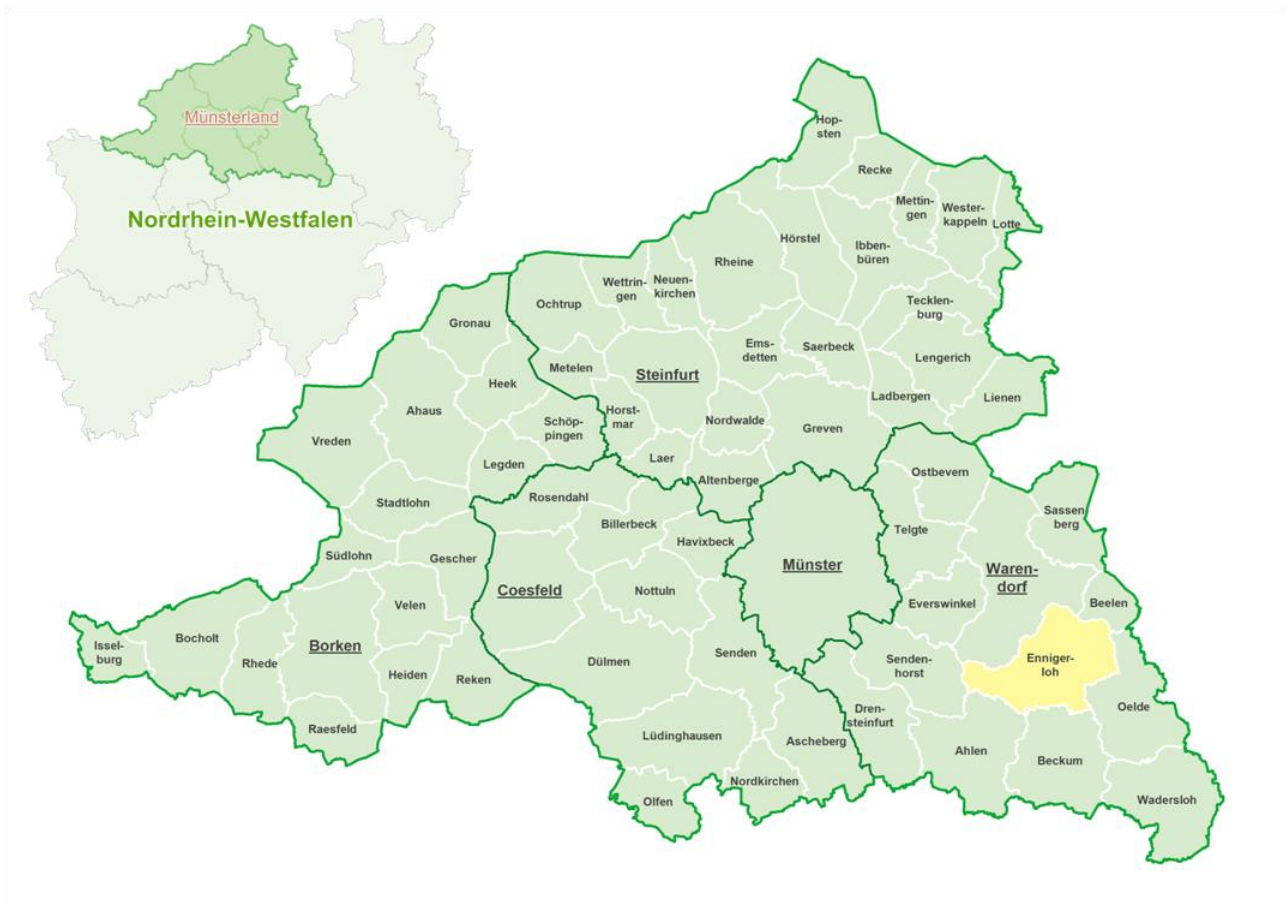 Münsterland
Nordrhein-Westfalen
Hop-
sten
Recke
Mettin-
gen
Wester-
kappeln
Lotte
Hörstel
Ibben-
büren
Rheine
Wettrin-
gen
Neuen-
kirchen
Ochtrup
Tecklen-
burg
Gronau
Ems-
detten
Saerbeck
Lengerich
Metelen
Steinfurt
Heek
Ladbergen
Lienen
Ahaus
Horst-
mar
Nordwalde
Greven
Schöp-
pingen
Vreden
Laer
Legden
Altenberge
Ostbevern
Stadtlohn
Rosendahl
Billerbeck
Sassen
berg
Telgte
Havixbeck
Südlohn
Gescher
Münster
Waren-
dorf
Coesfeld
Nottuln
Velen
Everswinkel
Beelen
Issel-
burg
Bocholt
Rhede
Borken
Senden
Dülmen
Heiden
Reken
Senden-
horst
Enniger-
loh
Oelde
Raesfeld
Dren-
steinfurt
Lüdinghausen
Ascheberg
Ahlen
Beckum
Nordkirchen
Olfen
Wadersloh